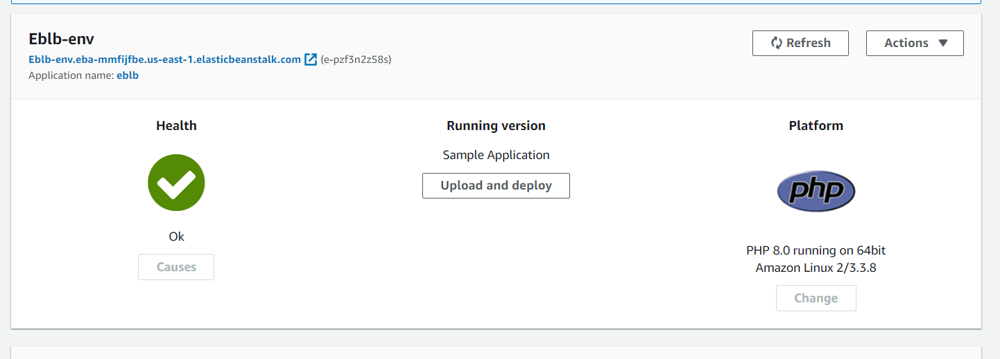 Eblb-env
Refresh
Actions
Eblb-env.eba-mmfijfbe.us-east-1.elasticbeanstalk.com (e-pzf3n2z58s)
Application name: eblb
Health
Running version
Platform
Sample Application
Upload and deploy
php
Ok
Causes
PHP 8.0 running on 64bit
Amazon Linux 2/3.3.8
Change